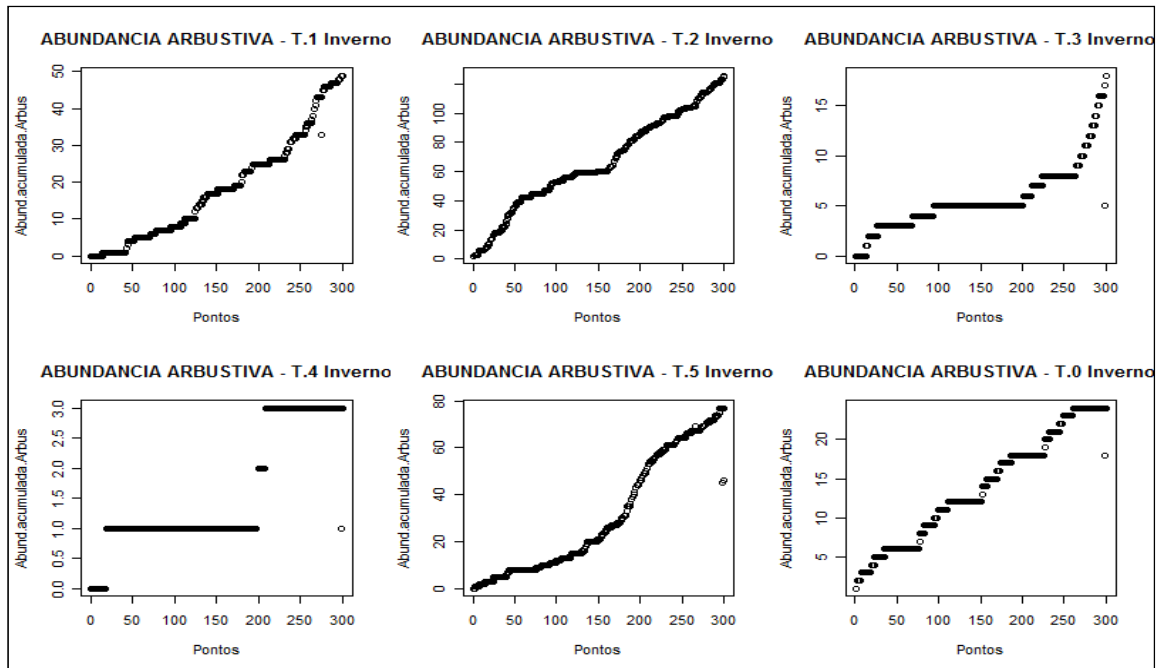 ABUNDANCIA ARBUSTIVA - T.1 Inverno
Abund.acumulada.Arbus
0 10 20 30 40 50
0 50 100 150 200 250 300
Pontos
ABUNDANCIA ARBUSTIVA - T.2 Inverno
Abund.acumulada.Arbus
0 20 40 60 80 100
0 50 100 150 200 250 300
Pontos
ABUNDANCIA ARBUSTIVA - T.3 Inverno
Abund.acumulada.Arbus
0 5 10 15
0 50 100 150 200 250 300
Pontos
ABUNDANCIA ARBUSTIVA - T.4 Inverno
Abund.acumulada.Arbus
0.0 0.5 1.0 1.5 2.0 2.5 3.0
0 50 100 150 200 250 300
Pontos
ABUNDANCIA ARBUSTIVA - T.5 Inverno
Abund.acumulada.Arbus
0 20 40 60 80
0 50 100 150 200 250 300
Pontos
ABUNDANCIA ARBUSTIVA - T.0 Inverno
Abund.acumulada.Arbus
5 10 15 20
0 50 100 150 200 250 300
Pontos